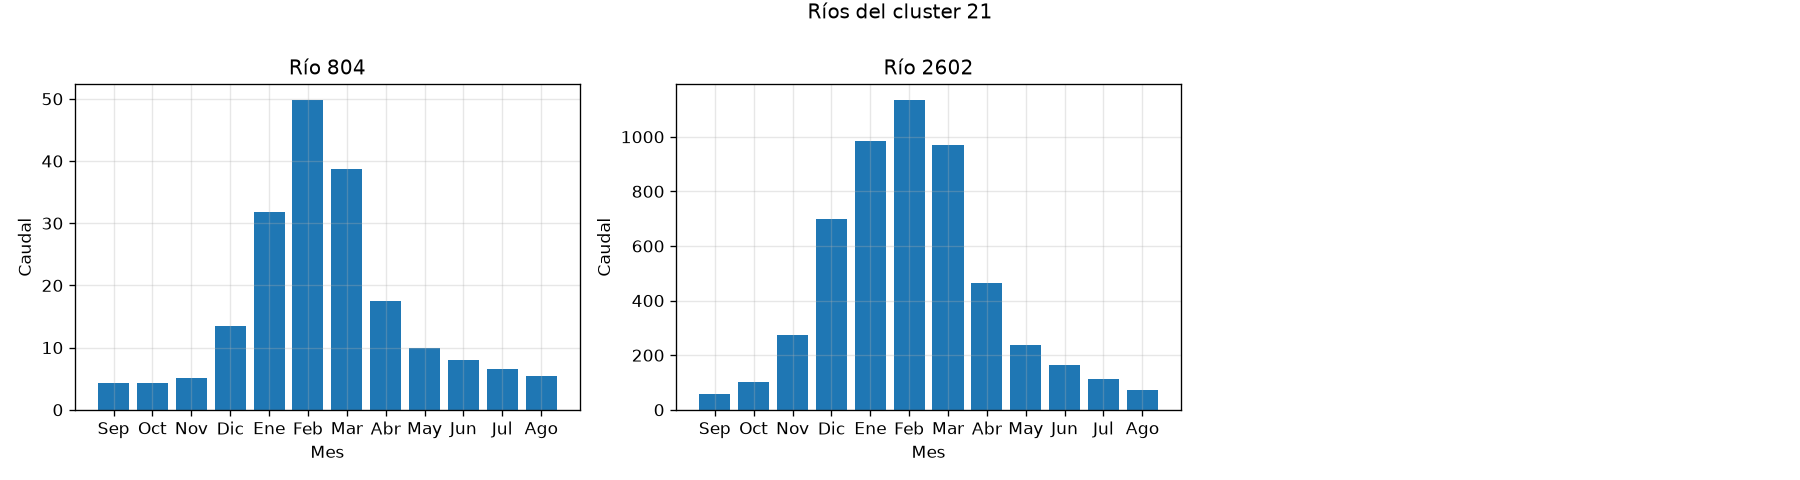 Ríos del cluster 21
Río 804
Caudal
50
40
30
20
10
0
Sep Oct Nov Dic Ene Feb Mar Abr May Jun Jul Ago
Mes
Río 2602
Caudal
1000
800
600
400
200
0
Sep Oct Nov Dic Ene Feb Mar Abr May Jun Jul Ago
Mes